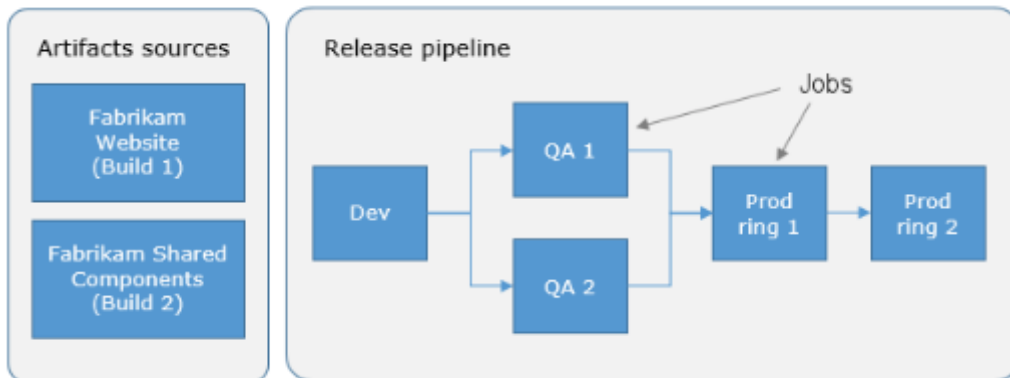 Artifacts sources
Fabrikam
Website
(Build 1)
Fabrikam Shared
Components
(Build 2)
Release pipeline
Jobs
Dev
QA 1
QA 2
Prod
ring 1
Prod
ring 2